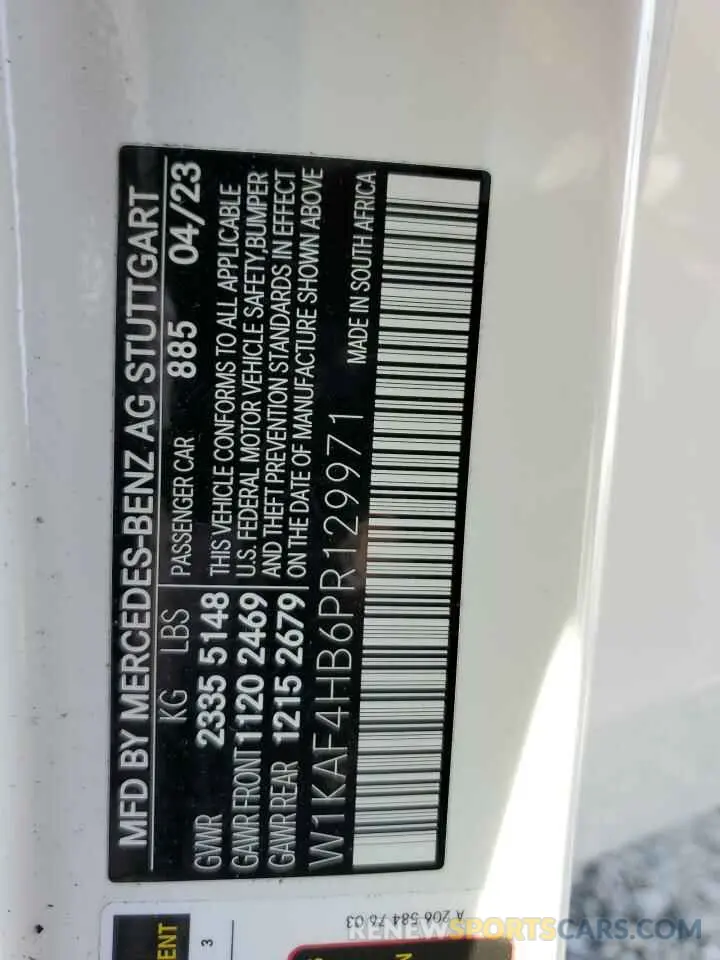 MFD BY MERCEDES-BENZ AG STUTTGART
KG LBS PASSENGER CAR 885 04/23
GVWR 2335 5148
GAWR FRONT 1120 2469
GAWR REAR 1215 2679
THIS VEHICLE CONFORMS TO ALL APPLICABLE
U.S. FEDERAL MOTOR VEHICLE SAFETY BUMPER
AND THEFT PREVENTION STANDARDS IN EFFECT
ON THE DATE OF MANUFACTURE SHOWN ABOVE
W1KAF4HB6PR129971
MADE IN SOUTH AFRICA
A 206 584 76 03
3
RENEWSPORTSCARS.COM